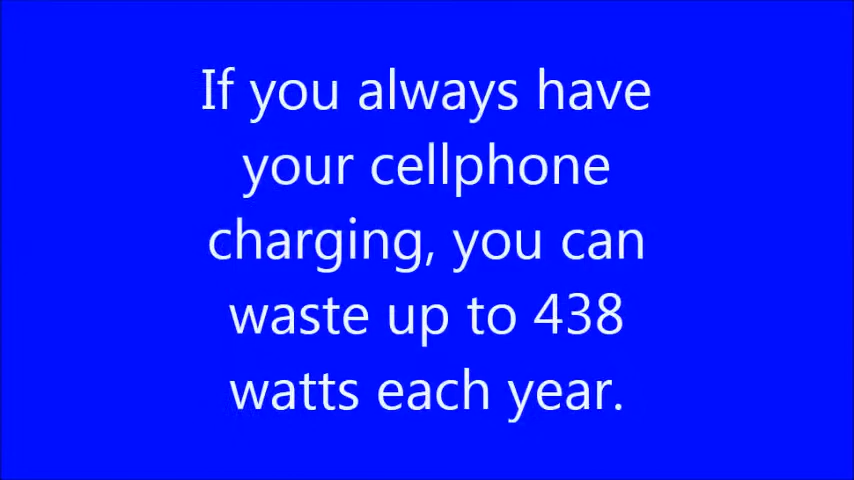 If you always have
your cellphone
charging, you can
waste up to 438
watts each year.